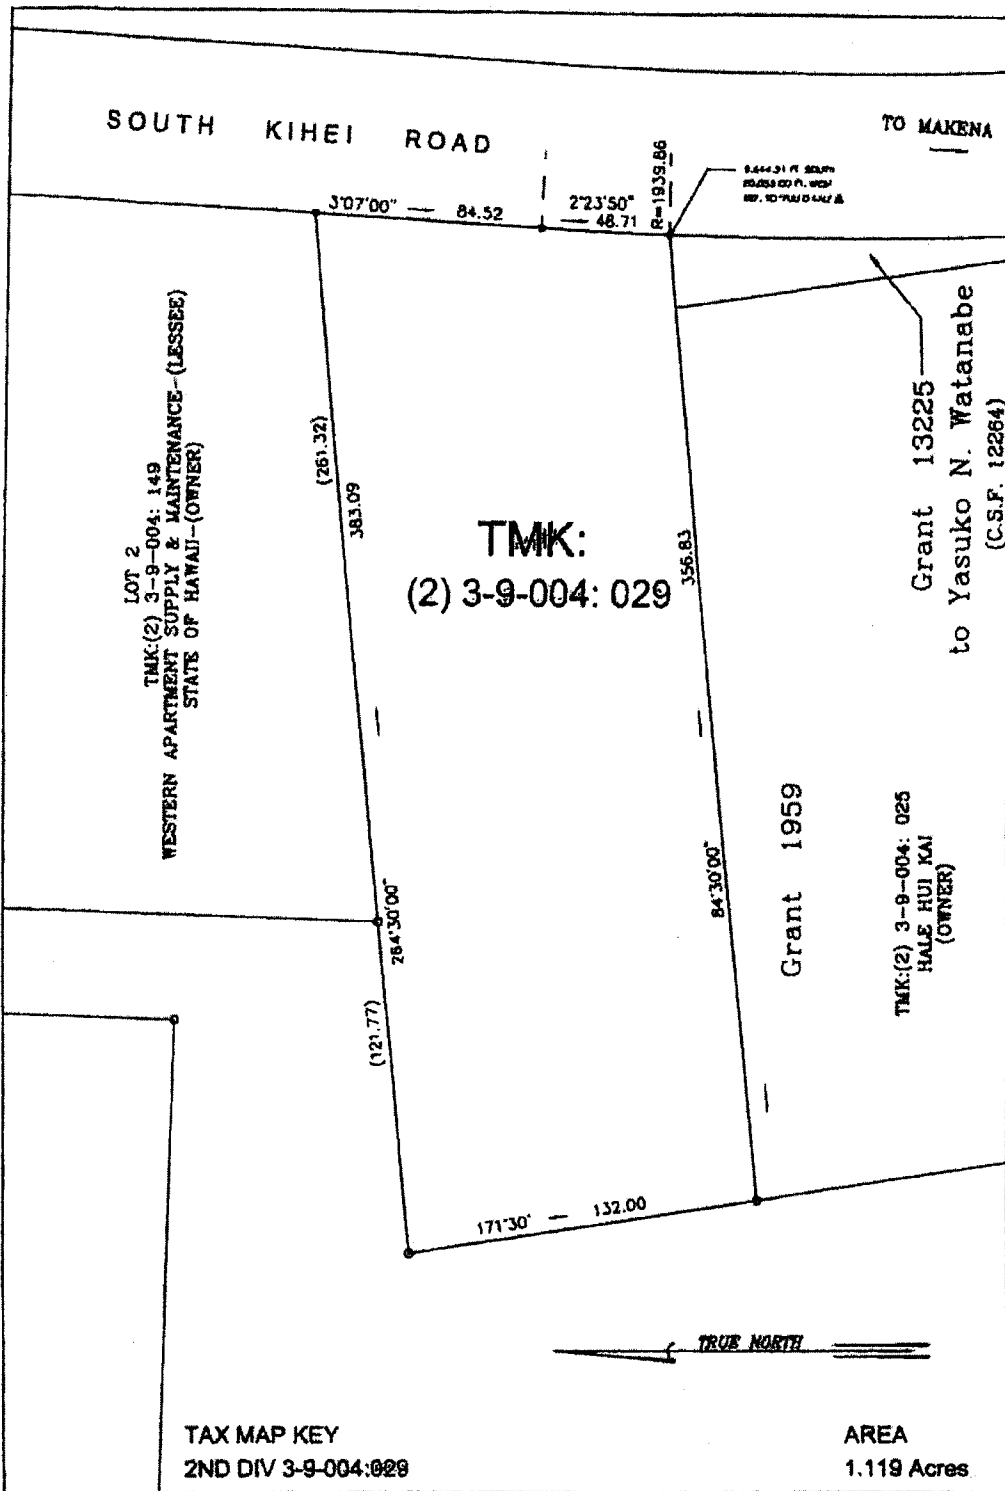 SOUTH KIHEI ROAD
TO MAKENA
R=1939.86
3°07'00" — 84.52
2°23'50"
48.71
LOT 2
TMK:(2) 3-9-004: 149
WESTERN APARTMENT SUPPLY & MAINTENANCE-(LESSEE)
STATE OF HAWAII-(OWNER)
(261.32)
383.09
TMK:
(2) 3-9-004: 029
356.83
Grant 13225
to Yasuko N. Watanabe
(C.S.F. 12264)
264°30'00"
(121.77)
84°30'00"
Grant 1959
TMK:(2) 3-9-004: 025
HALE HUI KAI
(OWNER)
171°30' — 132.00
TRUE NORTH
TAX MAP KEY
2ND DIV 3-9-004:029
AREA
1.119 Acres